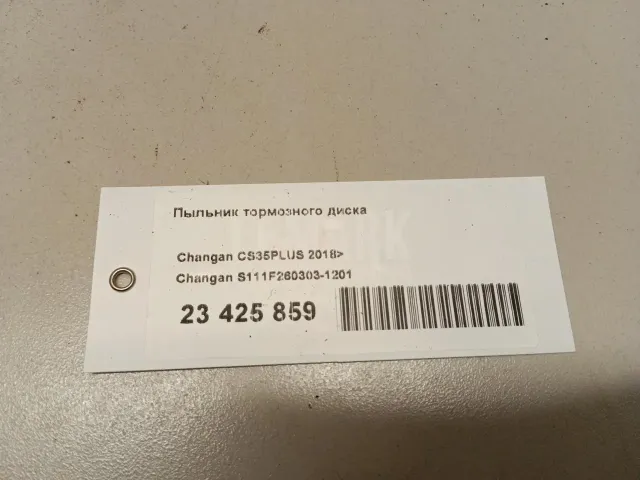 Пыльник тормозного диска
Changan CS35PLUS 2018>
Changan S111F260303-1201
23 425 859